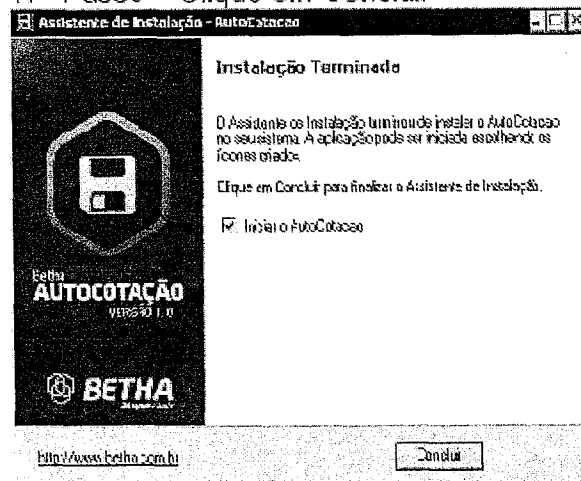 Assistente de Instalação - AutoCotacao
Instalação Terminada
O Assistente de Instalação terminou de instalar o AutoCotacao
no seu sistema. A aplicação pode ser iniciada escolhendo os
ícones criados.
Clique em Concluir para finalizar o Assistente de Instalação.
Iniciar o AutoCotacao
Betha
AUTOCOTAÇÃO
VERSÃO 1.0
BETHA
http://www.betha.com.br
Concluir